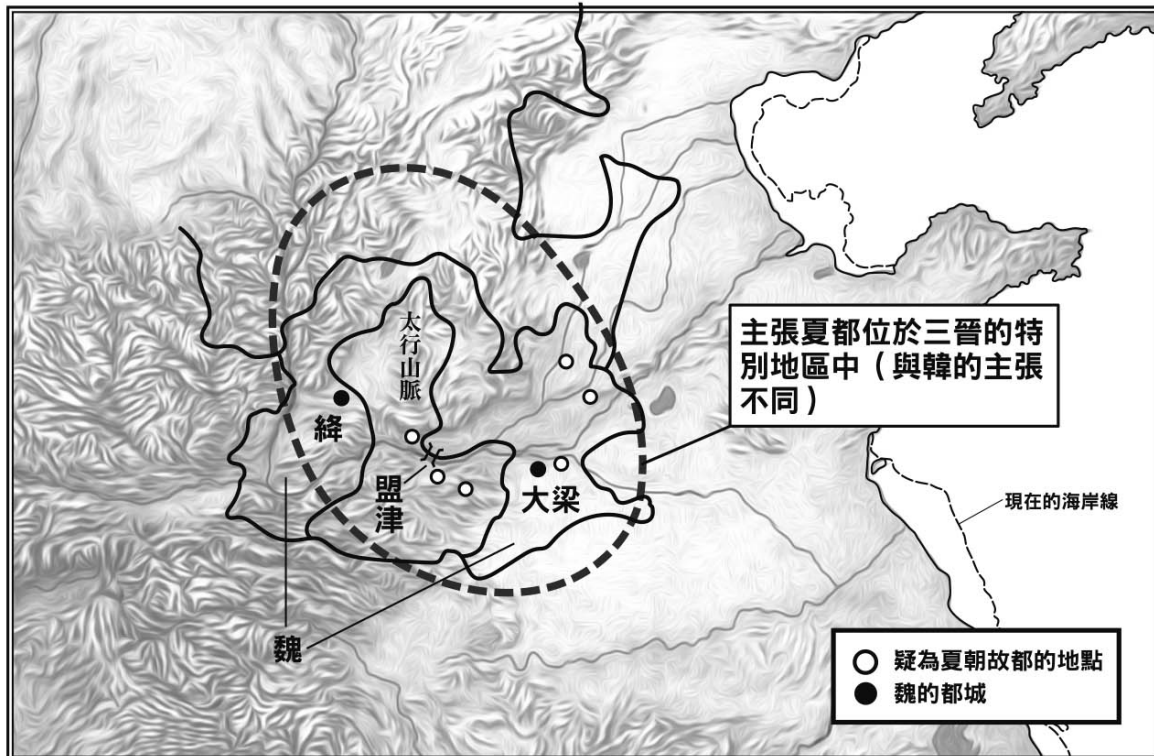 太行山脈
主張夏都位於三晉的特
別地區中（與韓的主張
不同）
絳
盟津
大梁
現在的海岸線
魏
疑為夏朝故都的地點
魏的都城